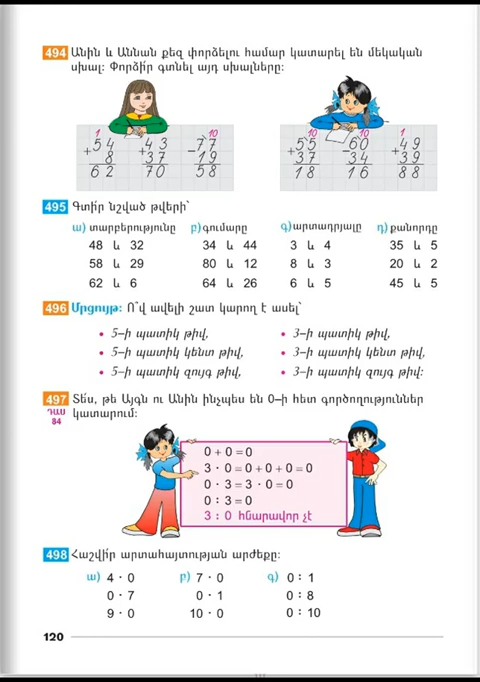 494 Անին և Աննան քեզ փորձելու համար կատարել են մեկական
սխալ: Փորձի՛ր գտնել այդ սխալները:
1 10 10 10 1
+54 +43 -77 +55 -60 +49
8 37 19 37 34 39
62 70 58 18 16 88
495 Գտի՛ր նշված թվերի՝
ա) տարբերությունը բ) գումարը գ) արտադրյալը դ) քանորդը
48 և 32 34 և 44 3 և 4 35 և 5
58 և 29 80 և 12 8 և 3 20 և 2
62 և 6 64 և 26 6 և 5 45 և 5
496 Մրցույթ: Ո՞վ ավելի շատ կարող է ասել՝
• 5–ի պատիկ թիվ, • 3–ի պատիկ թիվ,
• 5–ի պատիկ կենտ թիվ, • 3–ի պատիկ կենտ թիվ,
• 5–ի պատիկ զույգ թիվ, • 3–ի պատիկ զույգ թիվ:
497 Տե՛ս, թե Այգն ու Անին ինչպես են 0–ի հետ գործողություններ
ԴԱՍ կատարում:
84
0 + 0 = 0
3 · 0 = 0 + 0 + 0 = 0
0 · 3 = 3 · 0 = 0
0 : 3 = 0
3 : 0 հնարավոր չէ
498 Հաշվի՛ր արտահայտության արժեքը:
ա) 4 · 0 բ) 7 · 0 գ) 0 : 1
0 · 7 0 · 1 0 : 8
9 · 0 10 · 0 0 : 10
120